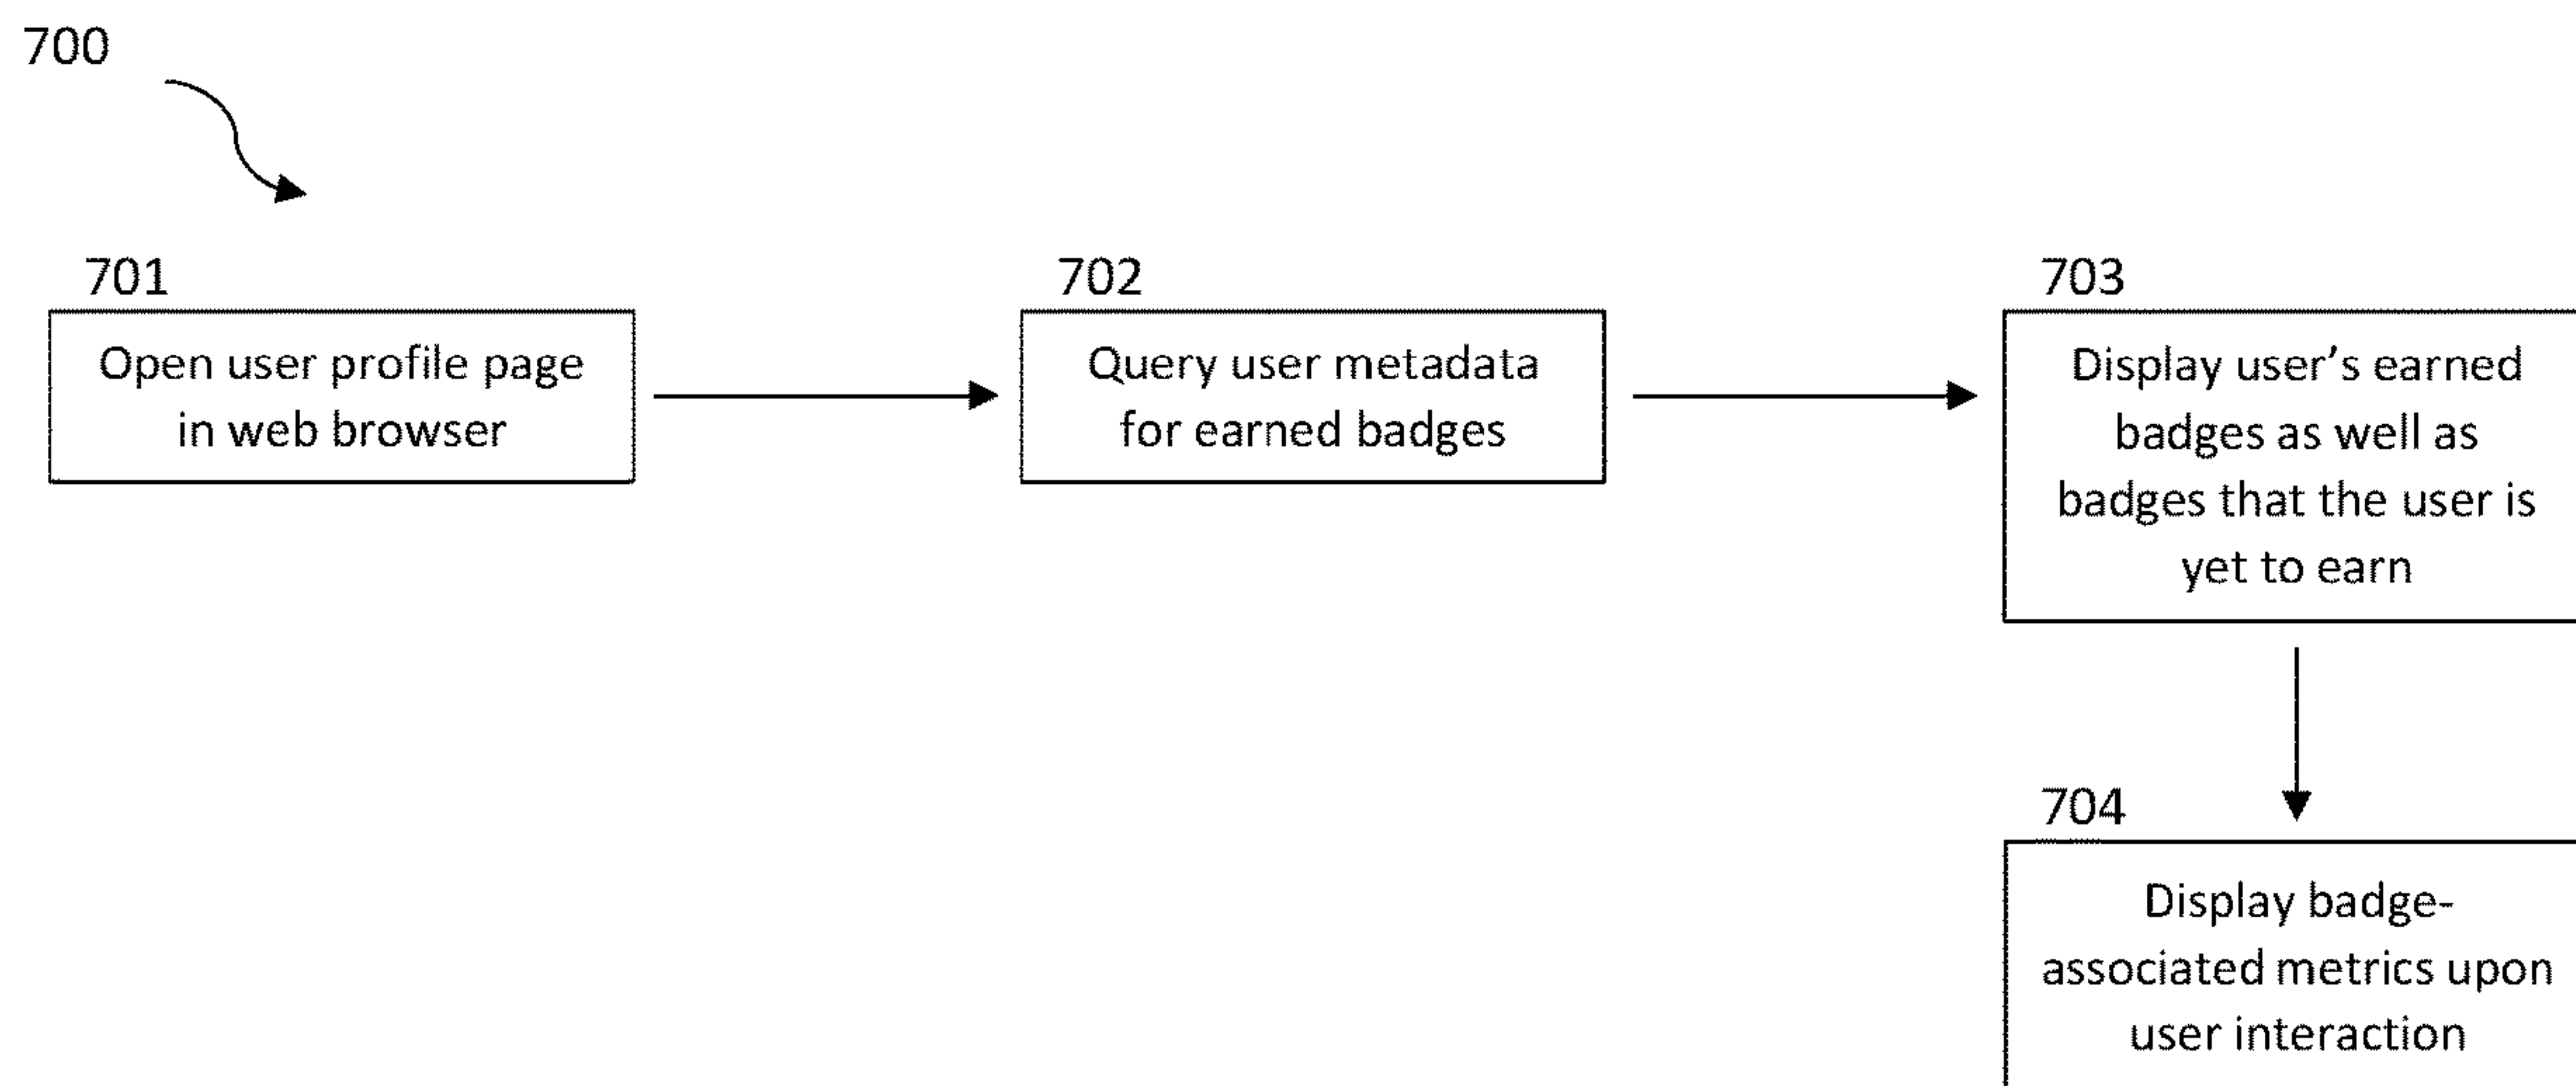 700
701
Open user profile page
in web browser
702
Query user metadata
for earned badges
703
Display user’s earned
badges as well as
badges that the user is
yet to earn
704
Display badge-
associated metrics upon
user interaction